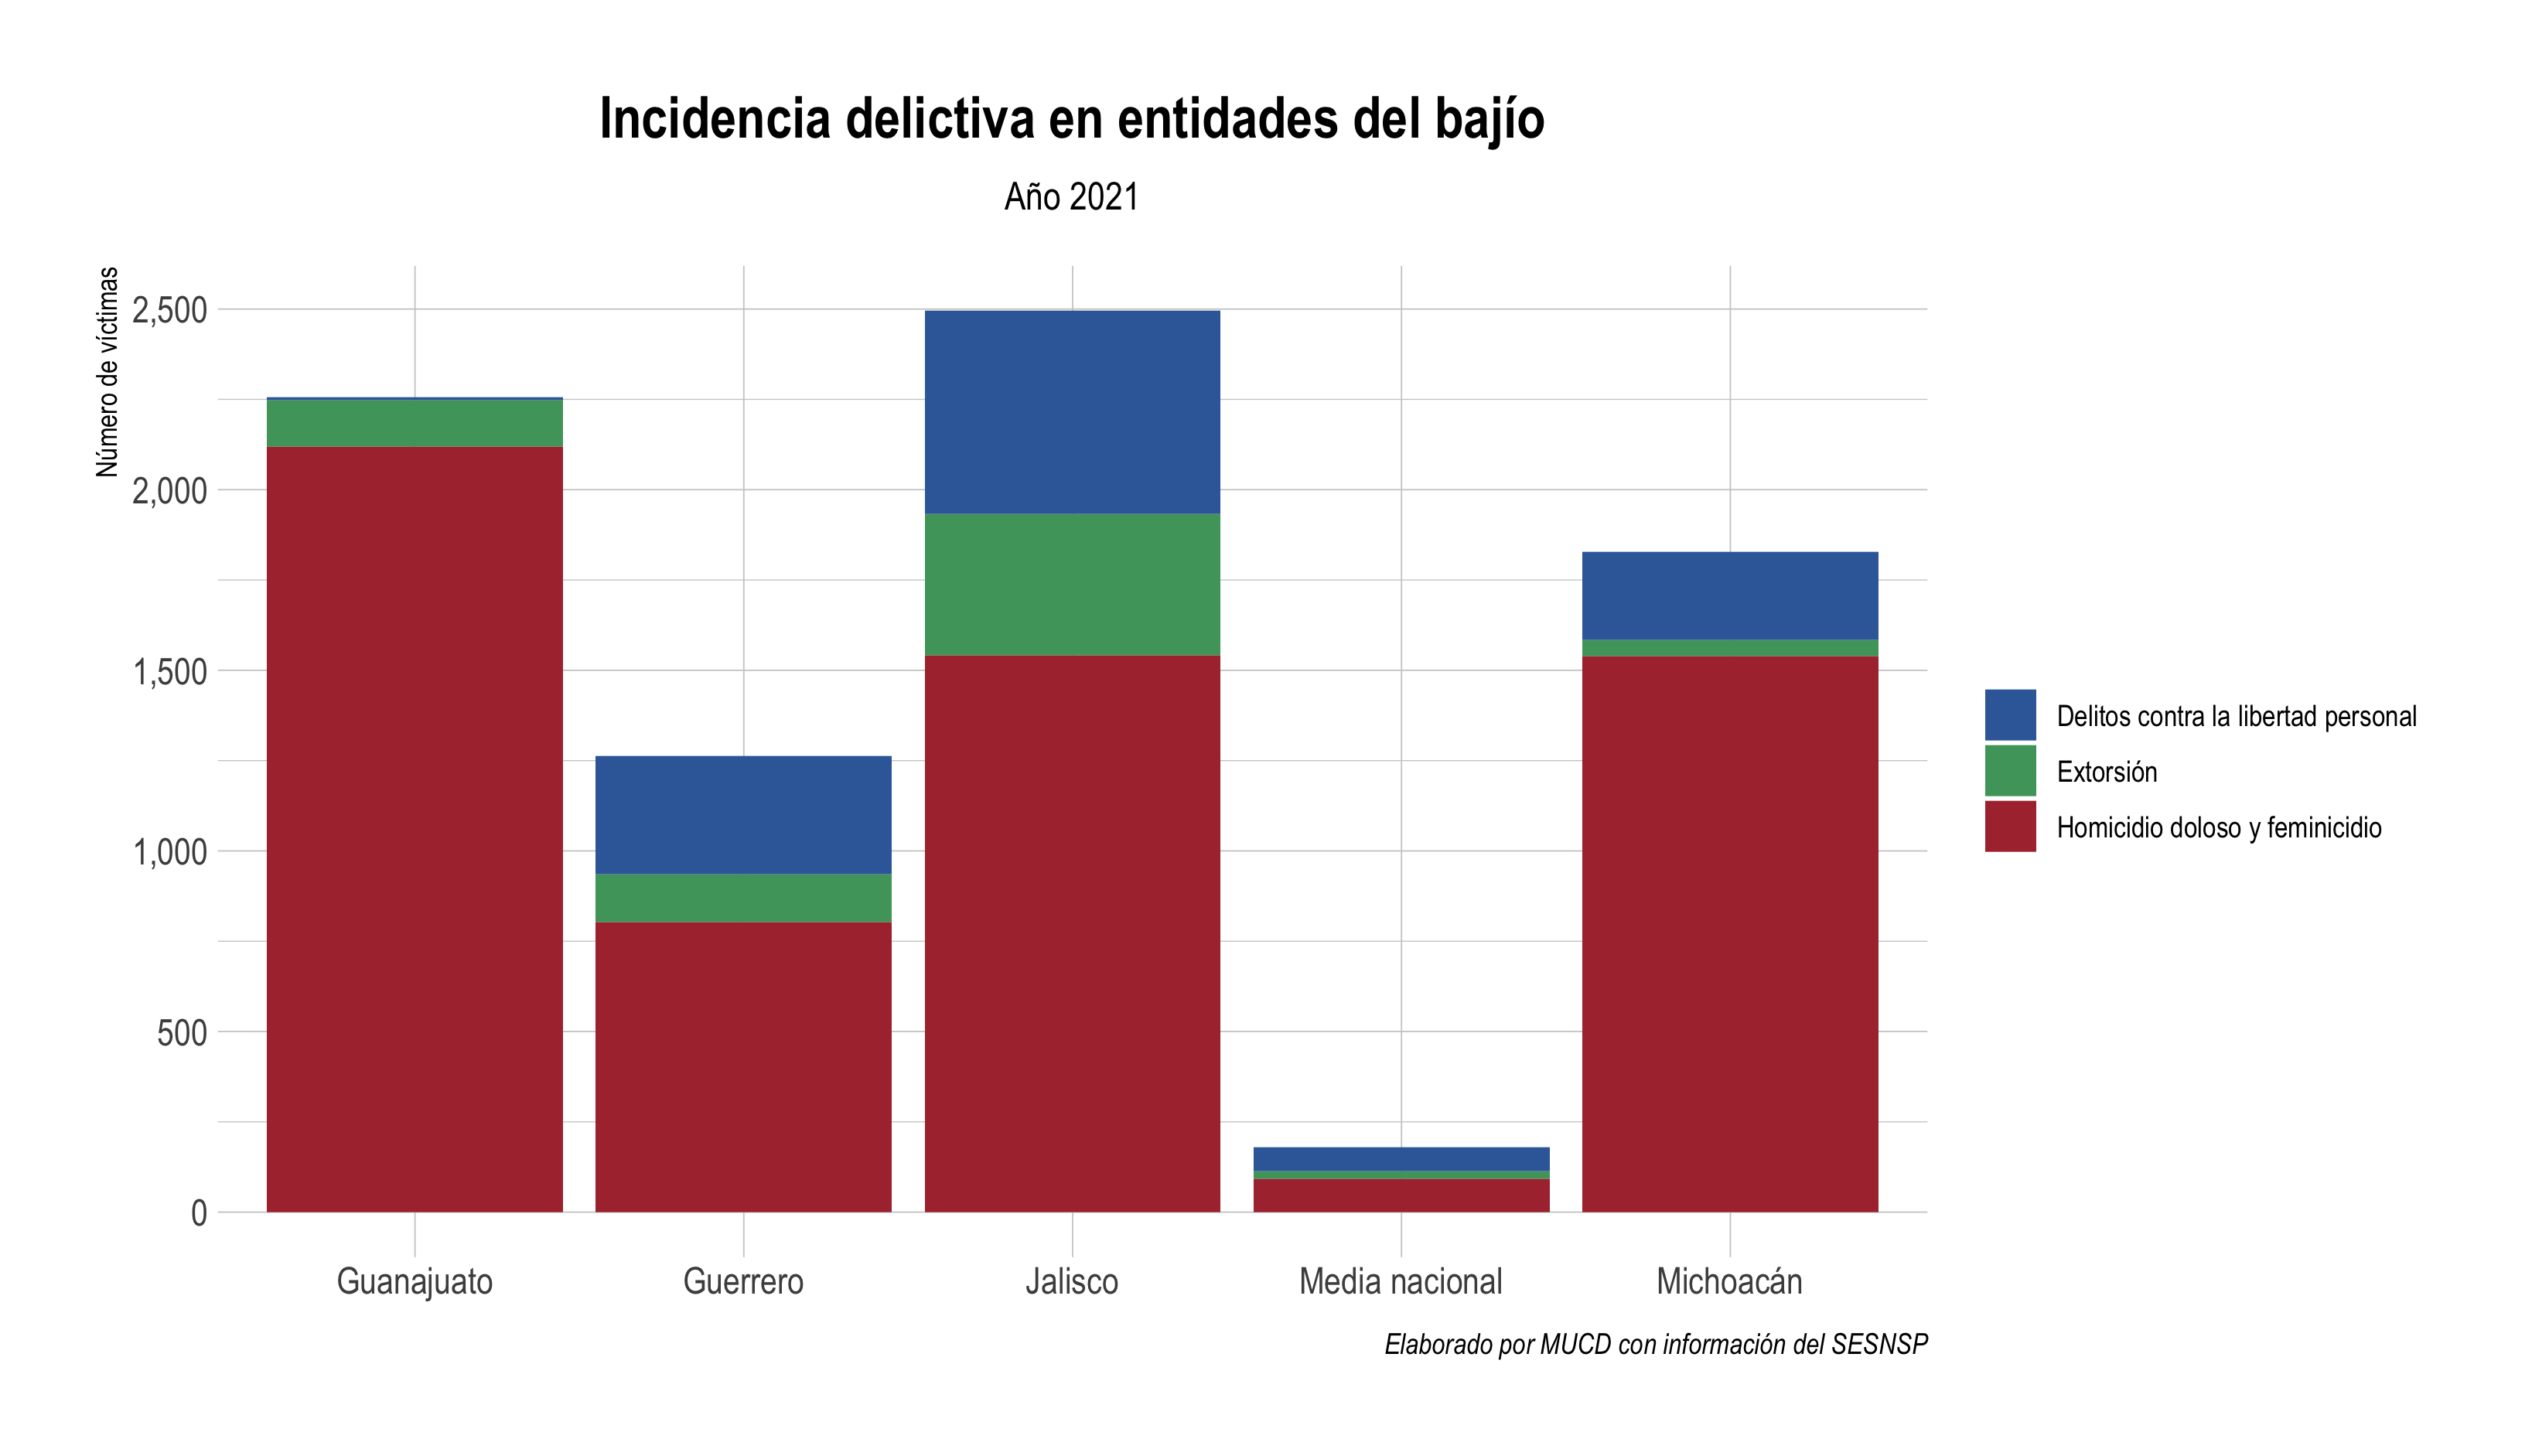 Incidencia delictiva en entidades del bajío
Año 2021
Número de víctimas
2,500
2,000
1,500
1,000
500
0
Guanajuato
Guerrero
Jalisco
Media nacional
Michoacán
Delitos contra la libertad personal
Extorsión
Homicidio doloso y feminicidio
Elaborado por MUCD con información del SESNSP